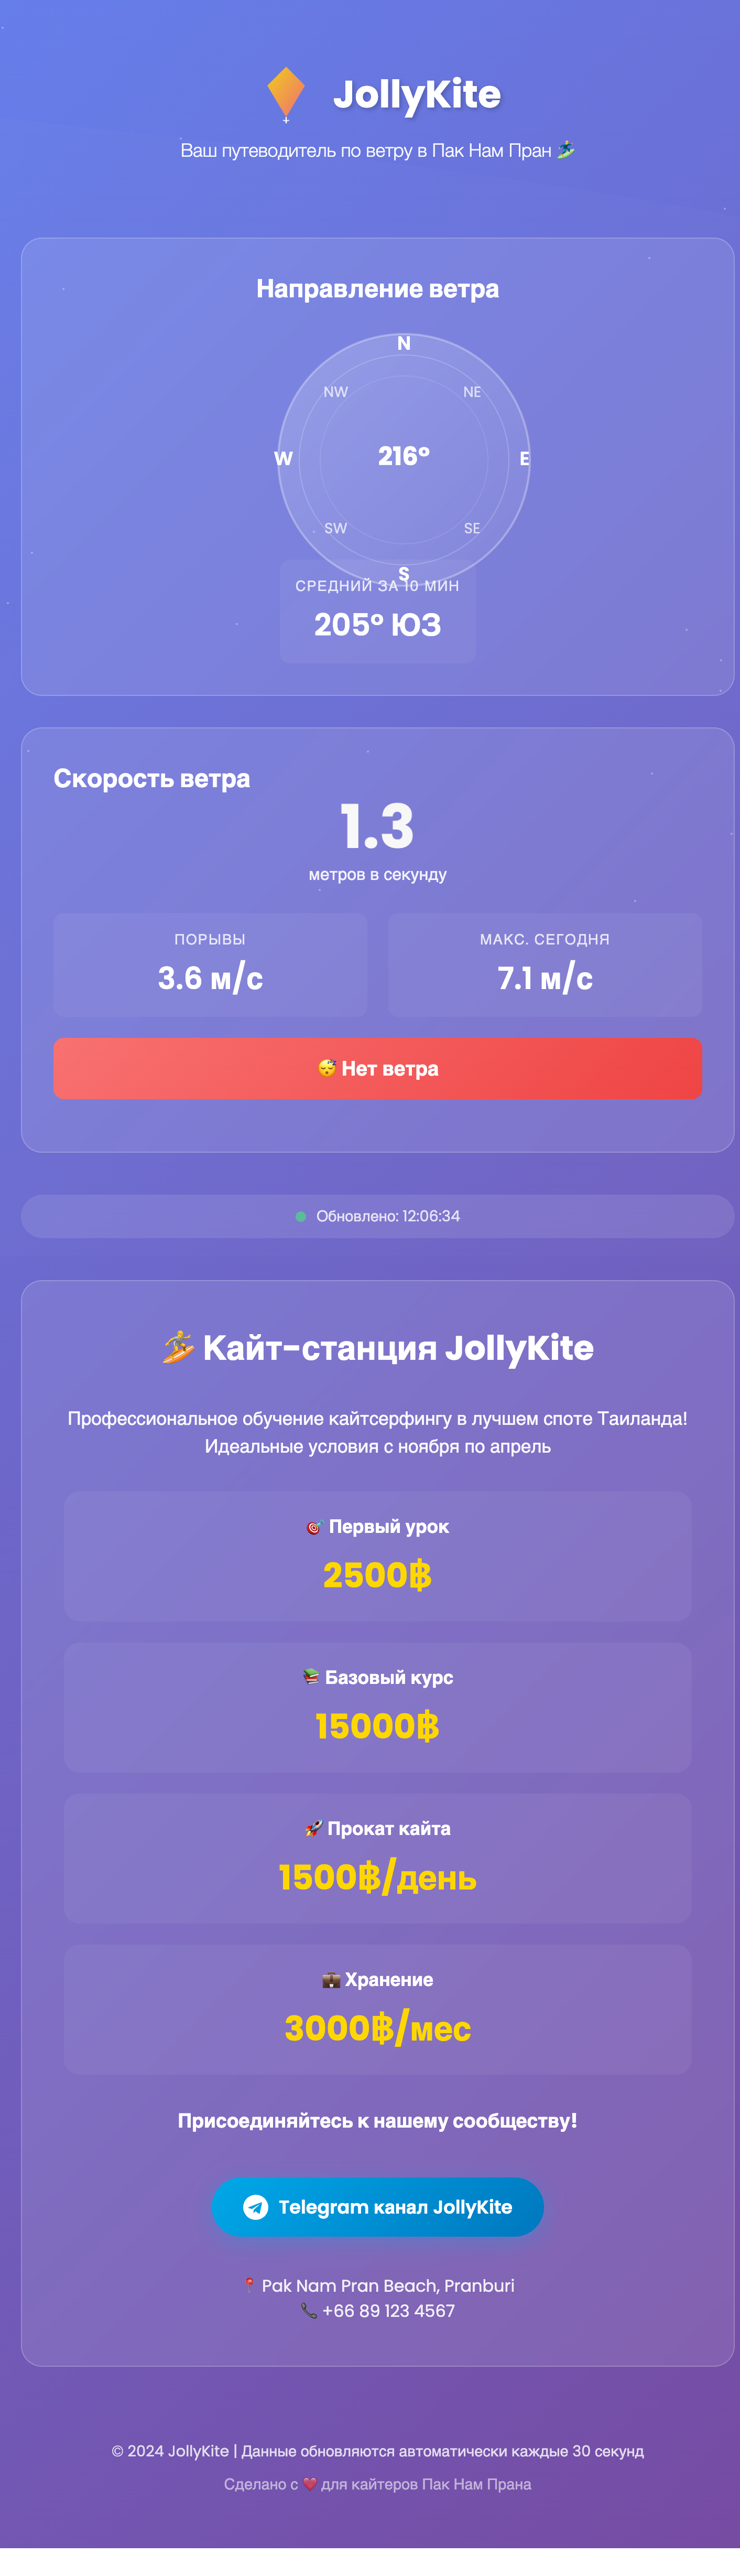 JollyKite
Ваш путеводитель по ветру в Пак Нам Пран 🏄‍♂️
Направление ветра
N
NW
NE
W
216°
E
SW
SE
S
СРЕДНИЙ ЗА 10 МИН
205° ЮЗ
Скорость ветра
1.3
метров в секунду
ПОРЫВЫ
3.6 м/с
МАКС. СЕГОДНЯ
7.1 м/с
😴 Нет ветра
Обновлено: 12:06:34
🏄 Кайт-станция JollyKite
Профессиональное обучение кайтсерфингу в лучшем споте Таиланда!
Идеальные условия с ноября по апрель
🎯 Первый урок
2500฿
📚 Базовый курс
15000฿
🚀 Прокат кайта
1500฿/день
💼 Хранение
3000฿/мес
Присоединяйтесь к нашему сообществу!
Telegram канал JollyKite
📍 Pak Nam Pran Beach, Pranburi
📞 +66 89 123 4567
© 2024 JollyKite | Данные обновляются автоматически каждые 30 секунд
Сделано с ❤️ для кайтеров Пак Нам Прана